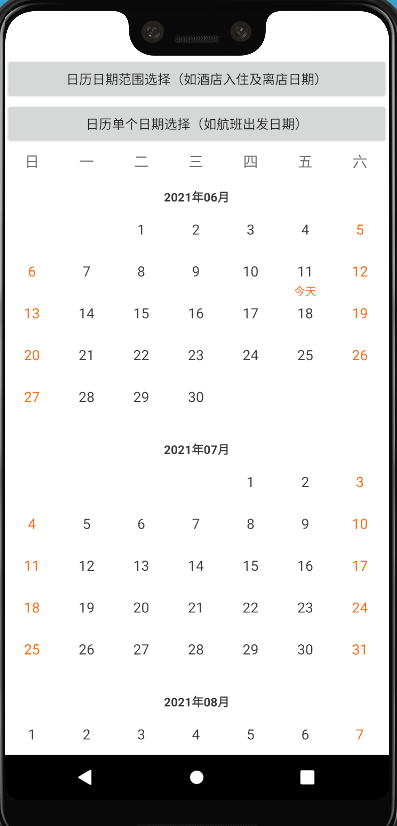 日历日期范围选择（如酒店入住及离店日期）
日历单个日期选择（如航班出发日期）
日 一 二 三 四 五 六
2021年06月
1 2 3 4 5
6 7 8 9 10 11 12
今天
13 14 15 16 17 18 19
20 21 22 23 24 25 26
27 28 29 30
2021年07月
1 2 3
4 5 6 7 8 9 10
11 12 13 14 15 16 17
18 19 20 21 22 23 24
25 26 27 28 29 30 31
2021年08月
1 2 3 4 5 6 7